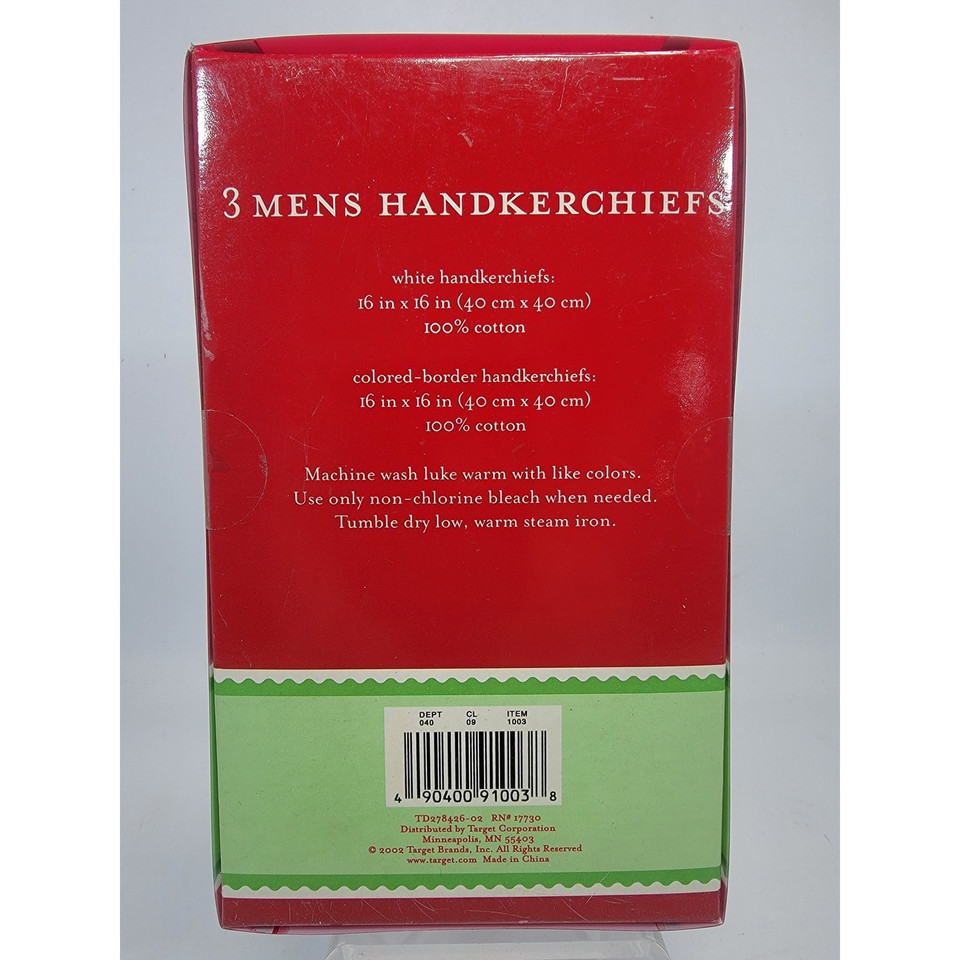 3 MENS HANDKERCHIEFS
white handkerchiefs:
16 in x 16 in (40 cm x 40 cm)
100% cotton
colored-border handkerchiefs:
16 in x 16 in (40 cm x 40 cm)
100% cotton
Machine wash luke warm with like colors.
Use only non-chlorine bleach when needed.
Tumble dry low, warm steam iron.
DEPT CL ITEM
040 09 1003
4 90400 91003 8
TD278426-02 RN# 17730
Distributed by Target Corporation
Minneapolis, MN 55403
© 2002 Target Brands, Inc. All Rights Reserved
www.target.com Made in China